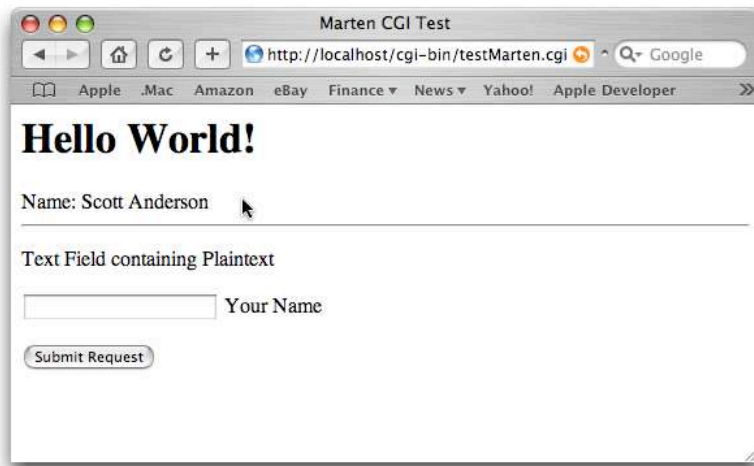 Marten CGI Test
http://localhost/cgi-bin/testMarten.cgi Google
Apple .Mac Amazon eBay Finance News Yahoo! Apple Developer
Hello World!
Name: Scott Anderson
Text Field containing Plaintext
Your Name
Submit Request